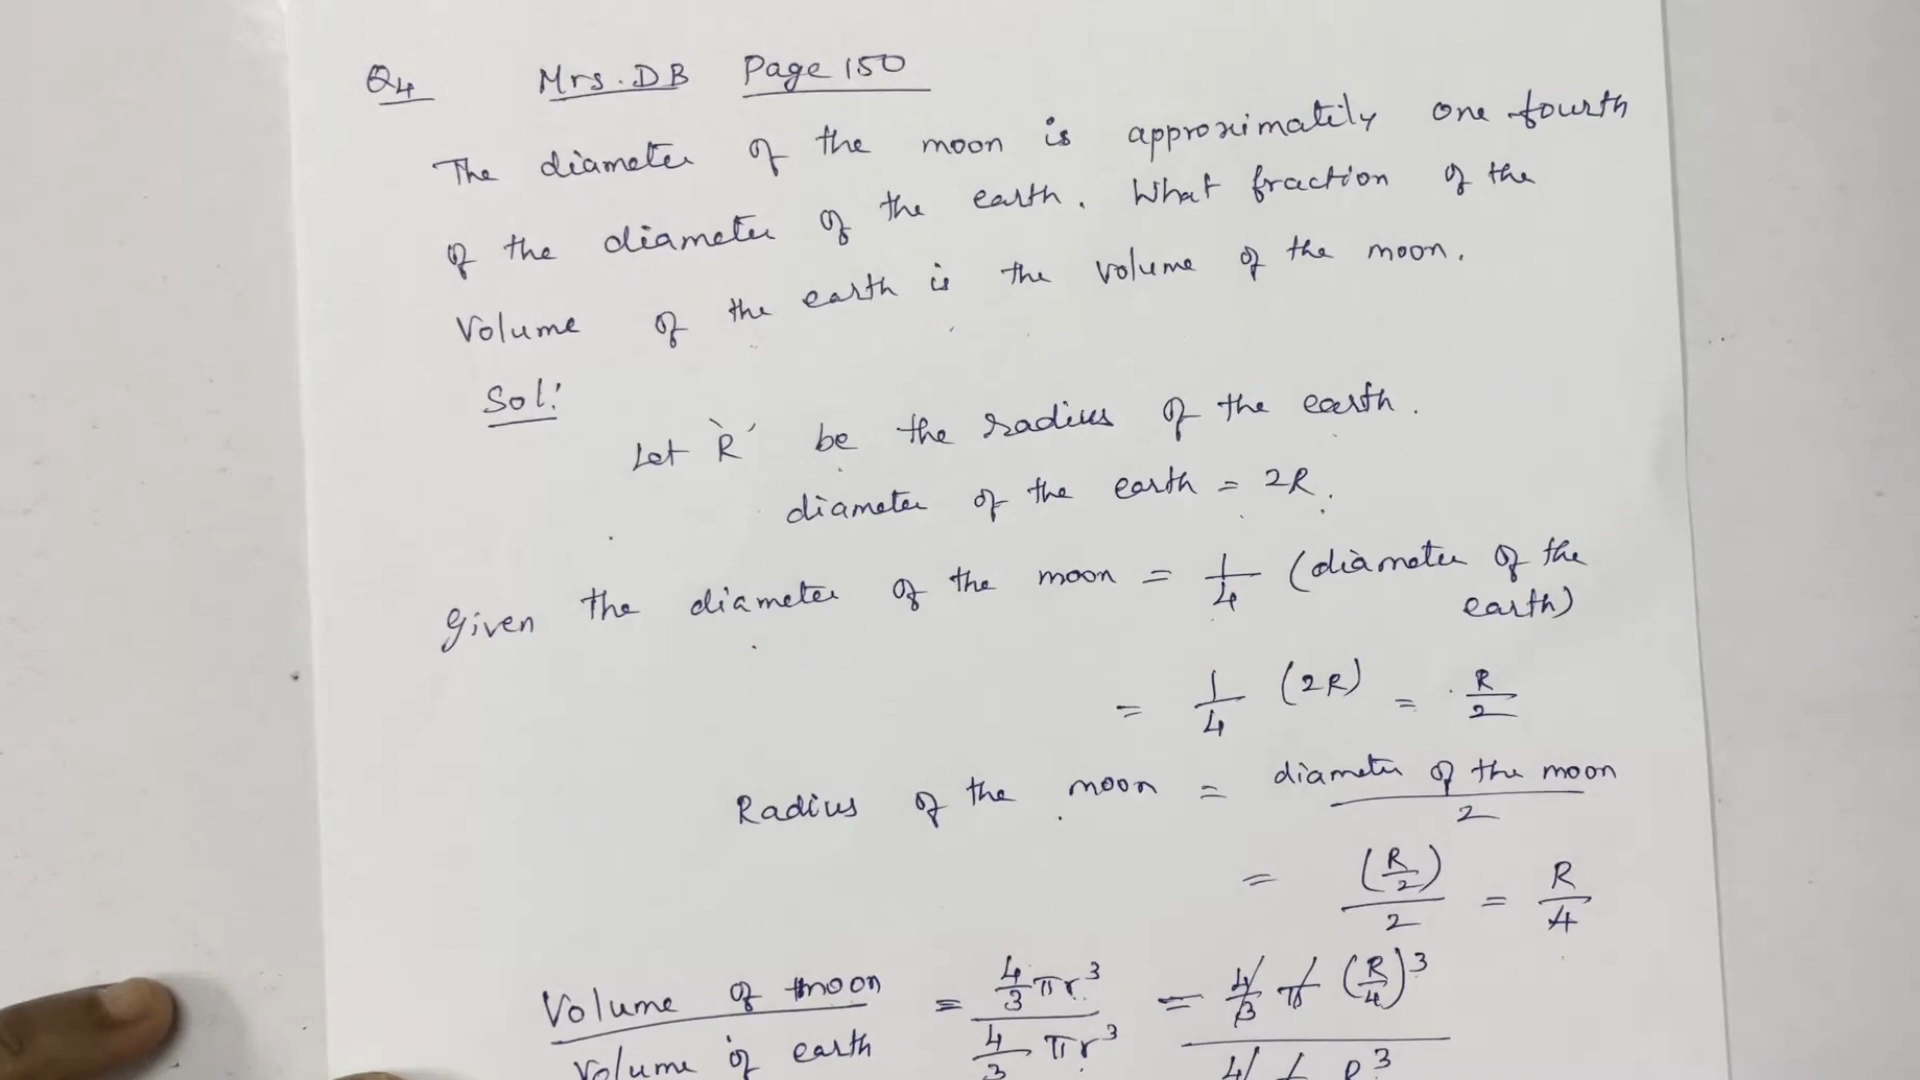 Q4 Mrs. DB Page 150
The diameter of the moon is approximately one fourth
of the diameter of the earth. What fraction of the
Volume of the earth is the volume of the moon.
Sol:
Let 'R' be the radius of the earth.
diameter of the earth = 2R.
Given the diameter of the moon = 1/4 (diameter of the
earth)
= 1/4 (2R) = R/2
Radius of the moon = diameter of the moon / 2
= (R/2) / 2 = R/4
Volume of moon / Volume of earth = 4/3 πr³ / 4/3 πr³ = 4/3 π (R/4)³ / 4 R³